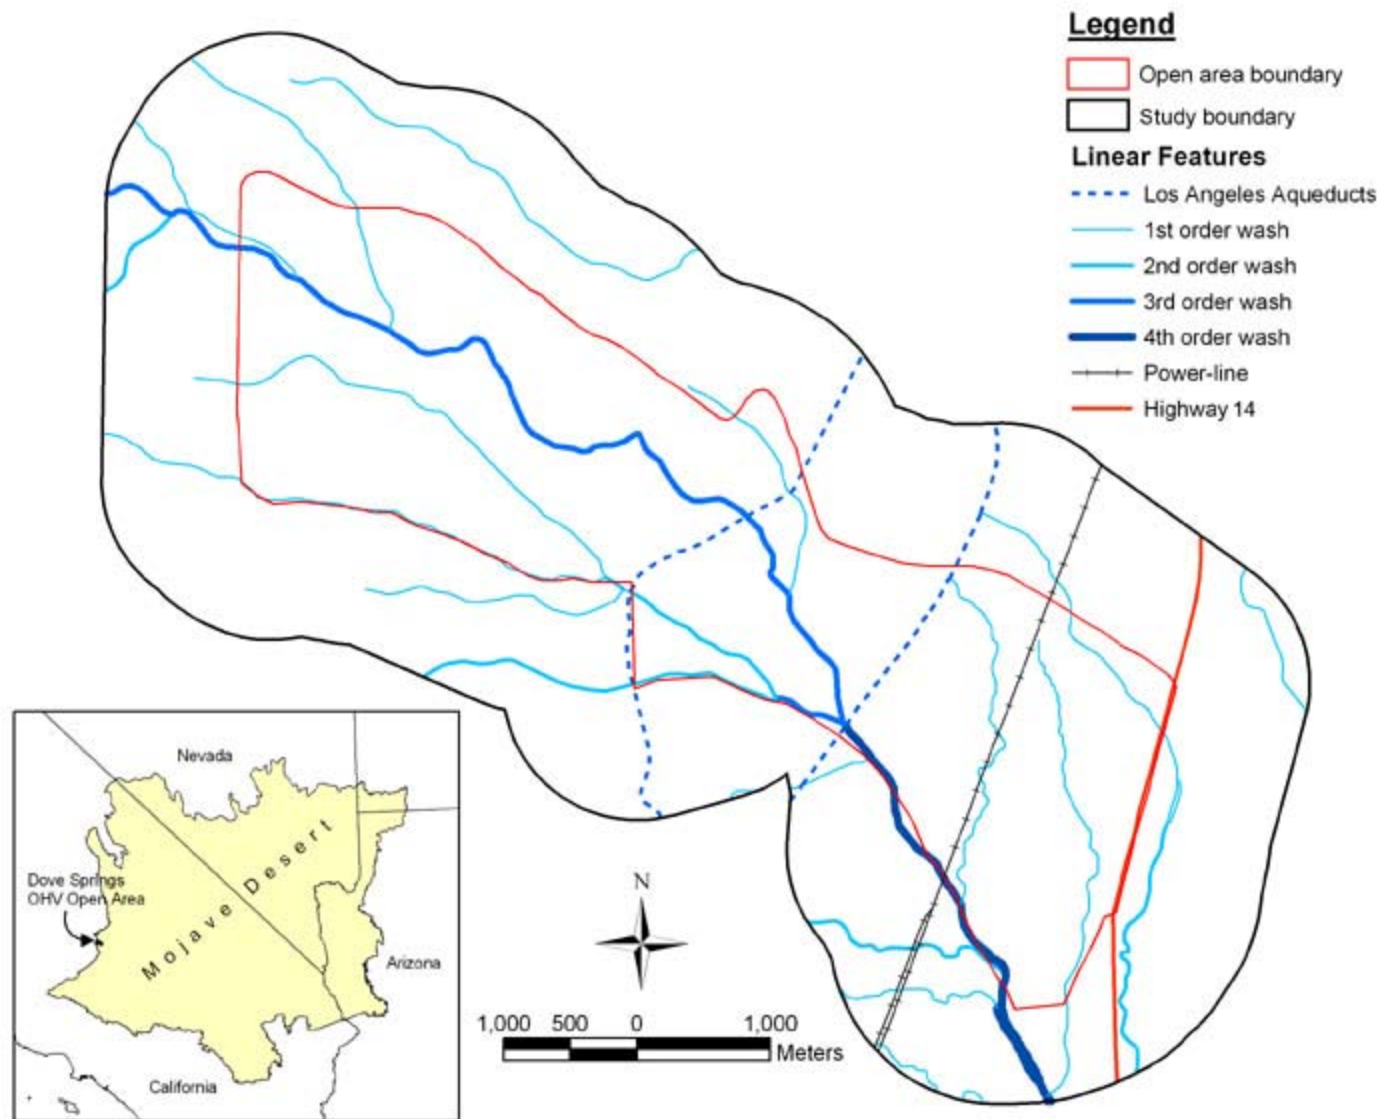 Legend
Open area boundary
Study boundary
Linear Features
Los Angeles Aqueducts
1st order wash
2nd order wash
3rd order wash
4th order wash
Power-line
Highway 14
Nevada
Mojave Desert
Dove Springs
OHV Open Area
Arizona
California
N
1,000 500 0 1,000
Meters